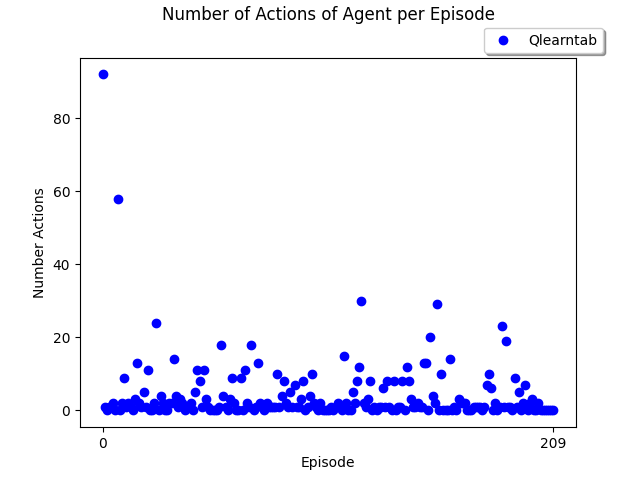 Number of Actions of Agent per Episode
Qlearntab
80
60
40
20
0
Number Actions
0 209
Episode